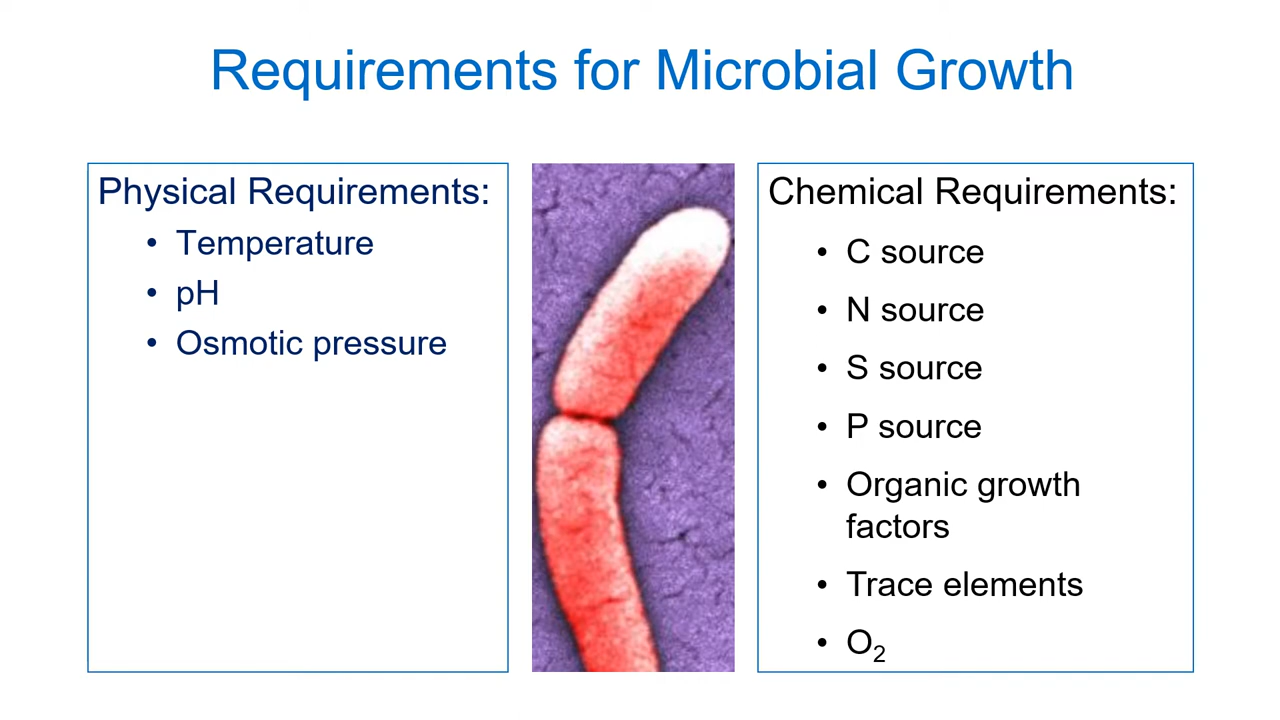 Requirements for Microbial Growth
Physical Requirements:
• Temperature
• pH
• Osmotic pressure
Chemical Requirements:
• C source
• N source
• S source
• P source
• Organic growth
factors
• Trace elements
• O₂